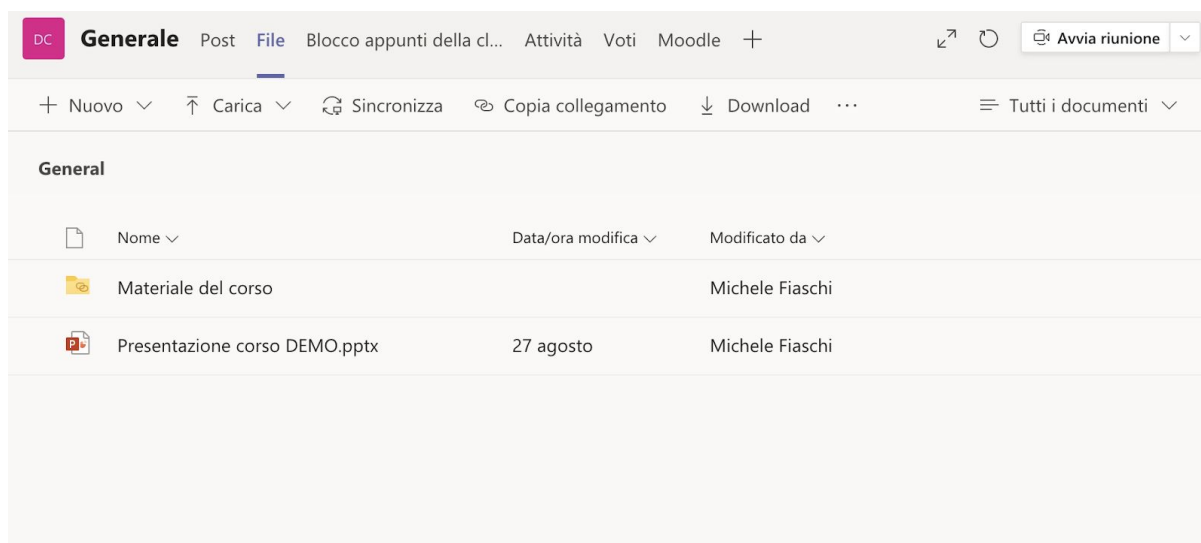 DC Generale Post File Blocco appunti della cl... Attività Voti Moodle Avvia riunione
Nuovo Carica Sincronizza Copia collegamento Download ... Tutti i documenti
General
Nome Data/ora modifica Modificato da
Materiale del corso Michele Fiaschi
P Presentazione corso DEMO.pptx 27 agosto Michele Fiaschi